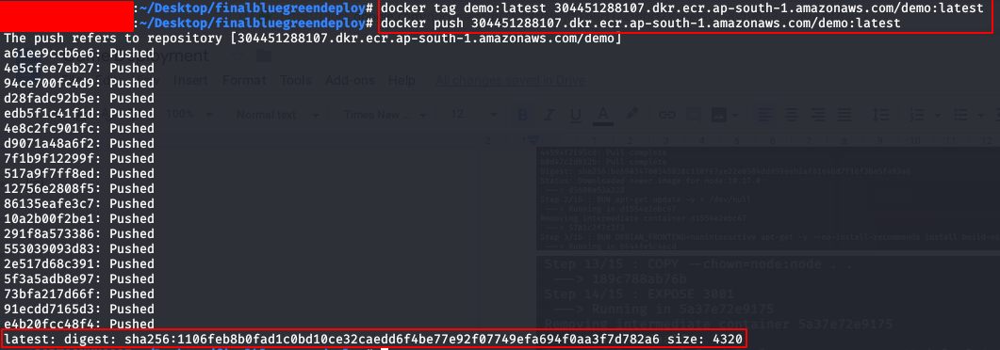 :~/Desktop/finalbluegreendeploy# docker tag demo:latest 304451288107.dkr.ecr.ap-south-1.amazonaws.com/demo:latest
:~/Desktop/finalbluegreendeploy# docker push 304451288107.dkr.ecr.ap-south-1.amazonaws.com/demo:latest
The push refers to repository [304451288107.dkr.ecr.ap-south-1.amazonaws.com/demo]
a61ee9ccb6e6: Pushed
4e5cfee7eb27: Pushed
94ce700fc4d9: Pushed
d28fadc92b5e: Pushed
edb5f1c41f1d: Pushed
4e8c2fc901fc: Pushed
d9071a48a6f2: Pushed
7f1b9f12299f: Pushed
517a9f7ff8ed: Pushed
12756e2808f5: Pushed
86135eafe3c7: Pushed
10a2b00f2be1: Pushed
291f8a573386: Pushed
553039093d83: Pushed
2e517d68c391: Pushed
5f3a5adb8e97: Pushed
73bfa217d66f: Pushed
91ecdd7165d3: Pushed
e4b20fcc48f4: Pushed
latest: digest: sha256:1106feb8b0fad1c0bd10ce32caedd6f4be77e92f07749efa694f0aa3f7d782a6 size: 4320
Insert Format Tools Add-ons Help All changes saved in Drive
100% Normal text Times New 12
Step 13/15 : COPY --chown=node:node . .
---> 189c786ab76b
Step 14/15 : EXPOSE 3001
---> Running in 5a37e72e9175
Removing intermediate container 5a37e72e9175